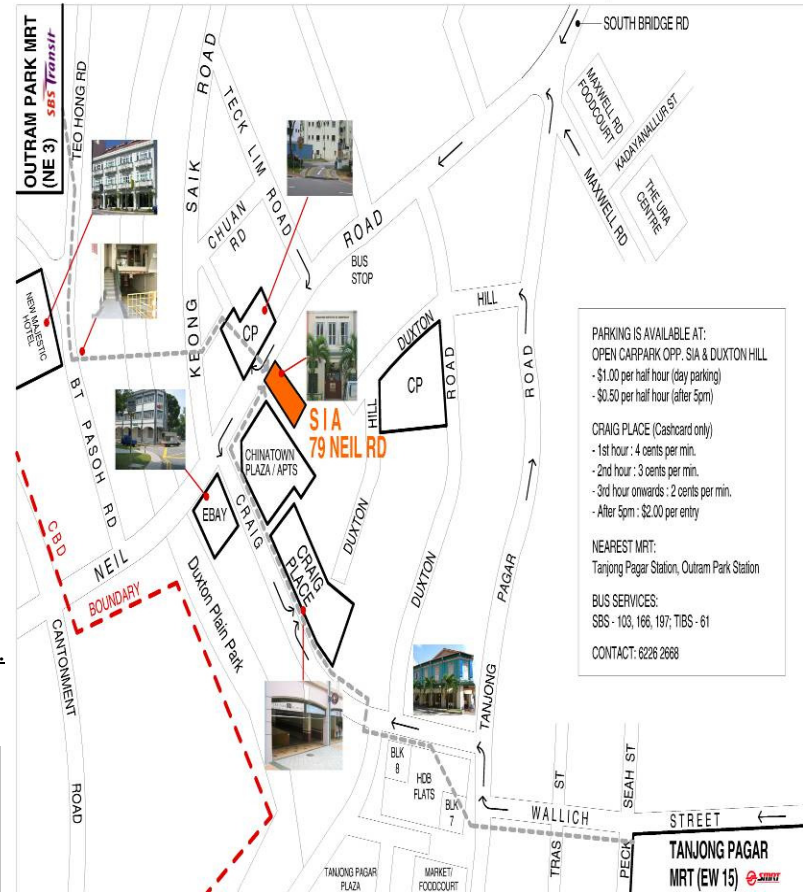 OUTRAM PARK MRT
(NE 3)
SBS Transit
TEO HONG RD
SAIK
ROAD
KEONG
TECK LIM ROAD
CHUAN
RD
ROAD
BUS
STOP
SOUTH BRIDGE RD
MAXWELL RD
FOODCOURT
KADAYANALLUR ST
MAXWELL RD
THE URA
CENTRE
NEW MAJESTIC
HOTEL
CP
HILL
DUXTON
ROAD
ROAD
HILL
CP
SIA
79 NEIL RD
CHINATOWN
PLAZA / APTS
EBAY
CRAIG
CRAIG
PLACE
DUXTON
DUXTON
BT PASOH RD
CBD
BOUNDARY
NEIL
Duxton Plain Park
CANTONMENT
ROAD
PAGAR
TANJONG
PARKING IS AVAILABLE AT:
OPEN CARPARK OPP. SIA & DUXTON HILL
- $1.00 per half hour (day parking)
- $0.50 per half hour (after 5pm)
CRAIG PLACE (Cashcard only)
- 1st hour : 4 cents per min.
- 2nd hour : 3 cents per min.
- 3rd hour onwards : 2 cents per min.
- After 5pm : $2.00 per entry
NEAREST MRT:
Tanjong Pagar Station, Outram Park Station
BUS SERVICES:
SBS - 103, 166, 197; TIBS - 61
CONTACT: 6226 2668
BLK
8
HDB
FLATS
BLK
7
TRAS ST
PECK SEAH ST
WALLICH STREET
TANJONG PAGAR
PLAZA
MARKET/
FOODCOURT
TANJONG PAGAR
MRT (EW 15) SMRT